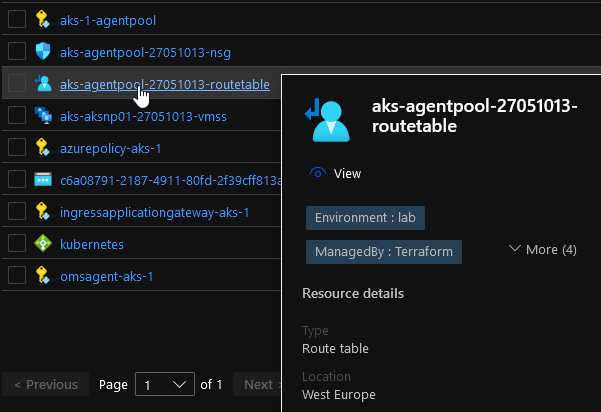 aks-1-agentpool
aks-agentpool-27051013-nsg
aks-agentpool-27051013-routetable
aks-aksnp01-27051013-vmss
azurepolicy-aks-1
c6a08791-2187-4911-80fd-2f39cff813a
ingressapplicationgateway-aks-1
kubernetes
omsagent-aks-1
< Previous Page 1 of 1 Next >
aks-agentpool-27051013-
routetable
View
Environment : lab
ManagedBy : Terraform
More (4)
Resource details
Type
Route table
Location
West Europe